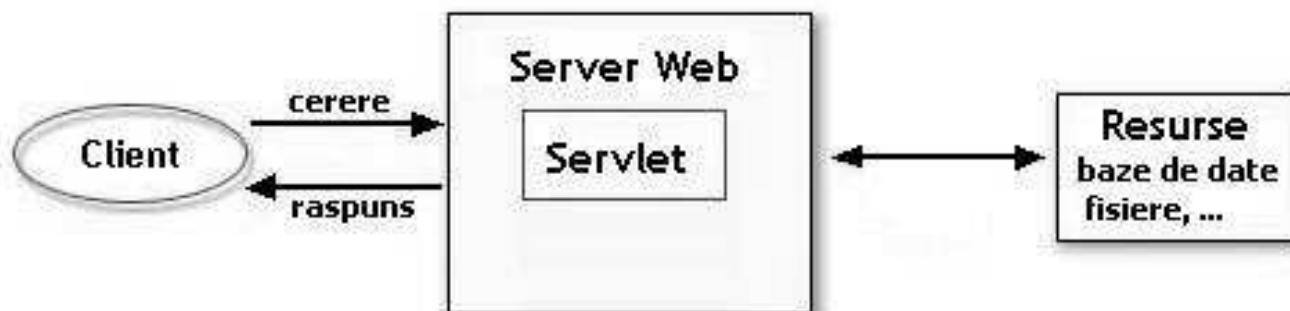 Client
cerere
raspuns
Server Web
Servlet
Resurse
baze de date
fisiere, ...